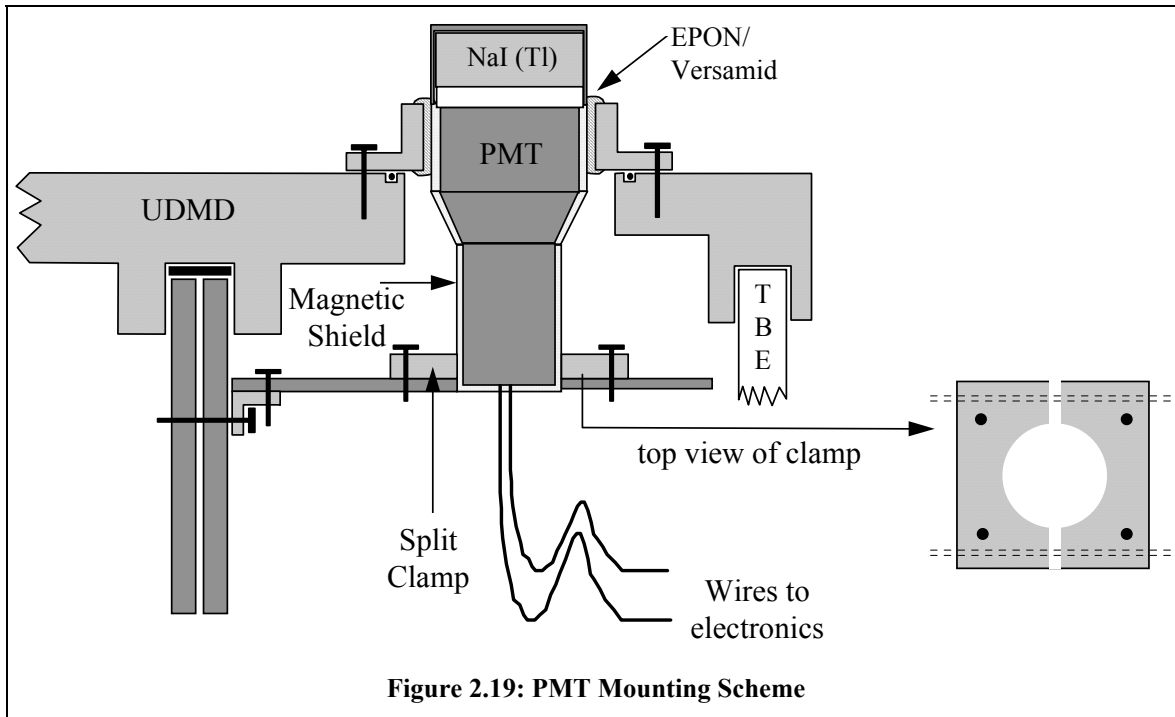 NaI (Tl)
EPON/
Versamid
PMT
UDMD
Magnetic
Shield
T
B
E
top view of clamp
Split
Clamp
Wires to
electronics
Figure 2.19: PMT Mounting Scheme